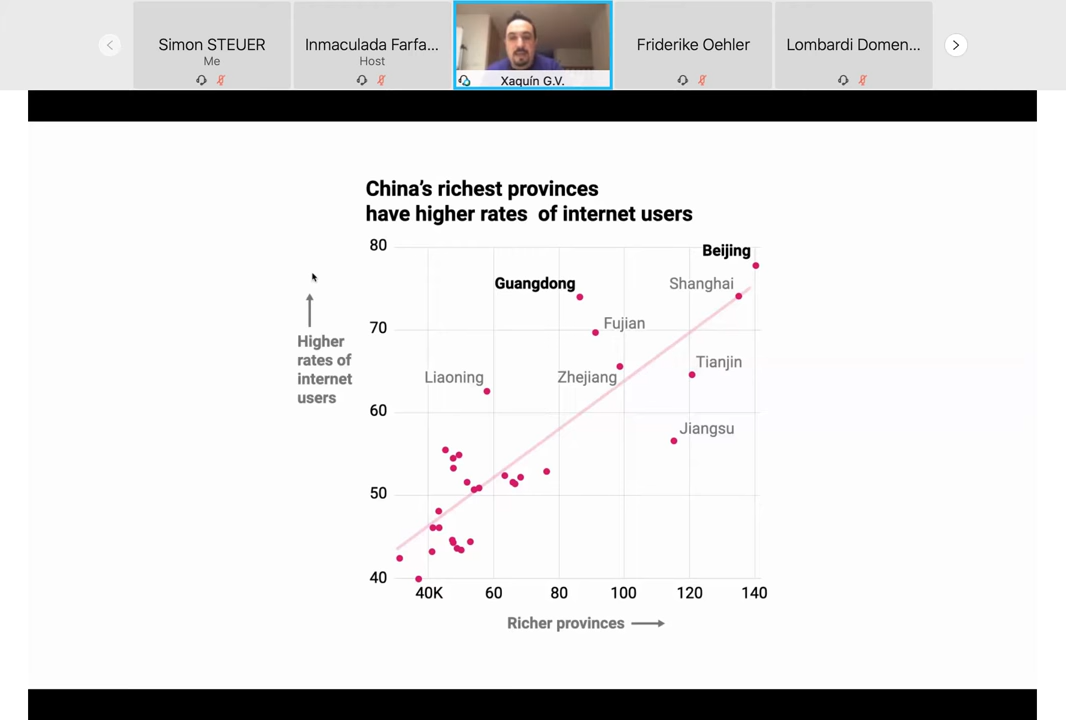 Simon STEUER
Me
Inmaculada Farfa...
Host
Xaquín G.V.
Friderike Oehler
Lombardi Domen...
China's richest provinces
have higher rates of internet users
80
70
60
50
40
Higher
rates of
internet
users
Beijing
Guangdong
Shanghai
Fujian
Tianjin
Liaoning
Zhejiang
Jiangsu
40K 60 80 100 120 140
Richer provinces